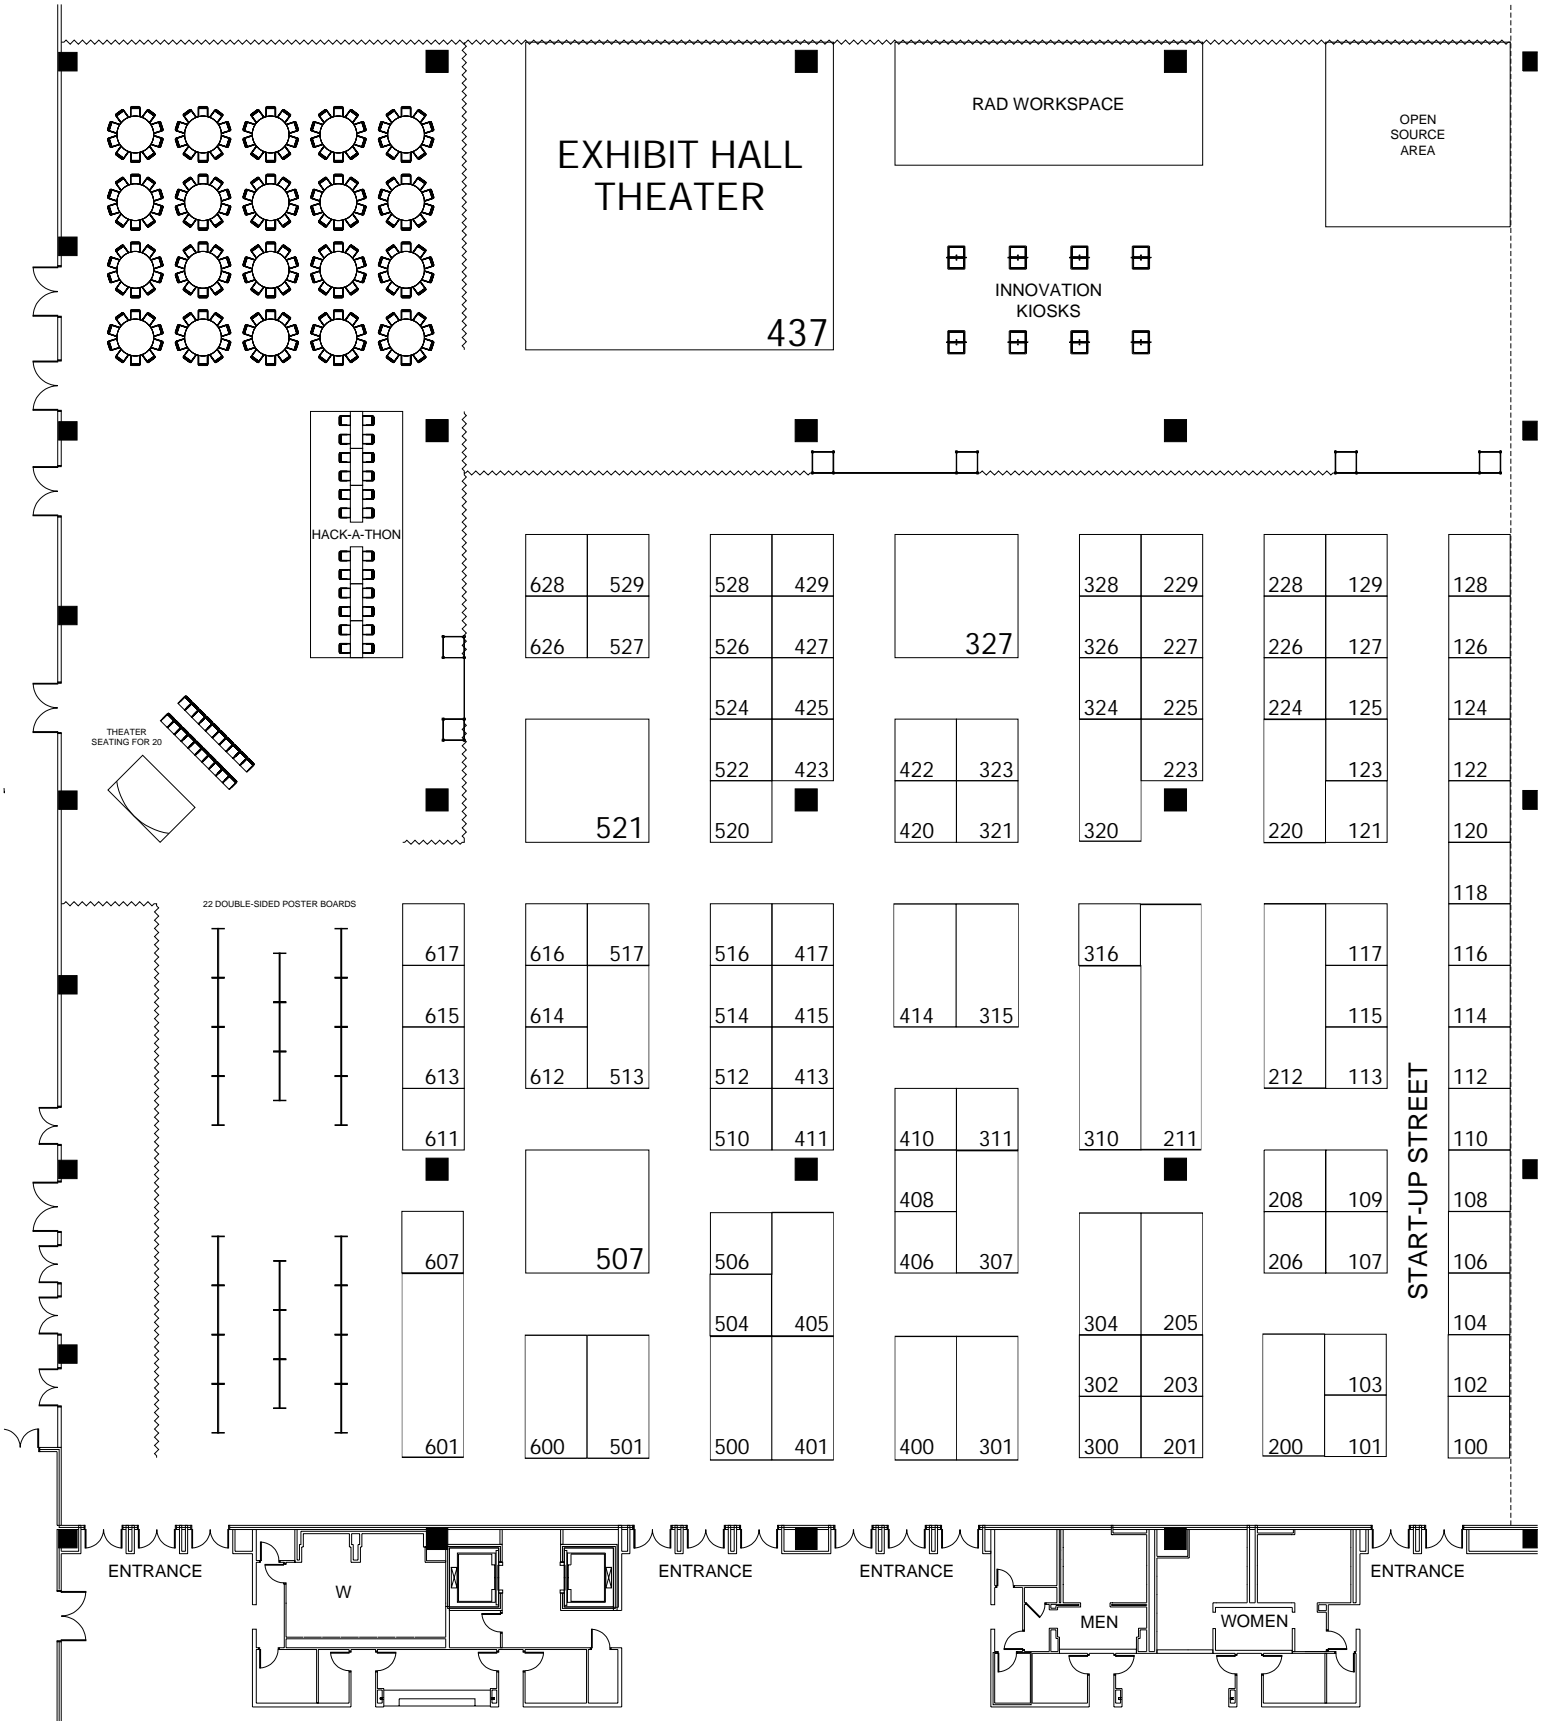 RAD WORKSPACE
OPEN
SOURCE
AREA
EXHIBIT HALL
THEATER
INNOVATION
KIOSKS
437
HACK-A-THON
628 529 528 429 328 229 228 129 128
626 527 526 427 327 326 227 226 127 126
524 425 324 225 224 125 124
THEATER
SEATING FOR 20
522 423 422 323 223 123 122
521 520 420 321 320 220 121 120
118
22 DOUBLE-SIDED POSTER BOARDS
617 616 517 516 417 316 117 116
615 614 514 415 414 315 115 114
613 612 513 512 413 212 113 112
611 510 411 410 311 310 211 110
START-UP STREET
408 208 109 108
607 507 506 406 307 206 107 106
504 405 304 205 104
302 203 103 102
601 600 501 500 401 400 301 300 201 200 101 100
ENTRANCE ENTRANCE ENTRANCE ENTRANCE
W
MEN WOMEN